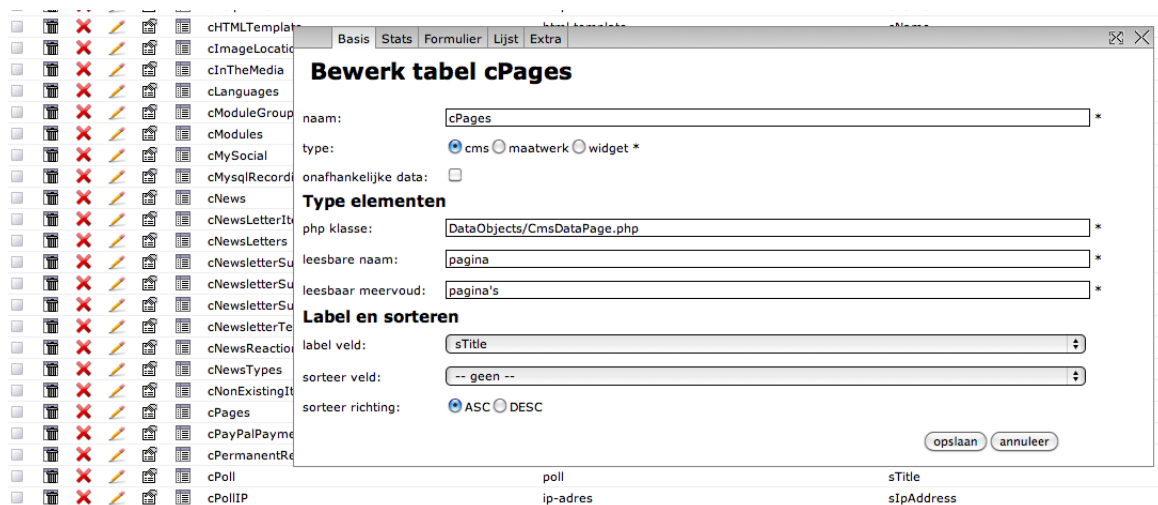 cHTMLTemplat
Basis Stats Formulier Lijst Extra
cImageLocatio
Bewerk tabel cPages
cInTheMedia
cLanguages
cModuleGroup
naam: cPages *
cModules
type: cms maatwerk widget *
cMySocial
cMysqlRecordi
onafhankelijke data:
cNews
Type elementen
cNewsLetterIte
php klasse: DataObjects/CmsDataPage.php *
cNewsLetters
leesbare naam: pagina *
cNewsletterSu
cNewsletterSu
leesbaar meervoud: pagina's *
cNewsletterSu
Label en sorteren
cNewsletterTe
cNewsReaction
label veld: sTitle
cNewsTypes
sorteer veld: -- geen --
cNonExistingIt
sorteer richting: ASC DESC
cPages
cPayPalPayme
opslaan annuleer
cPermanentRe
cPoll poll sTitle
cPollIP ip-adres sIpAddress